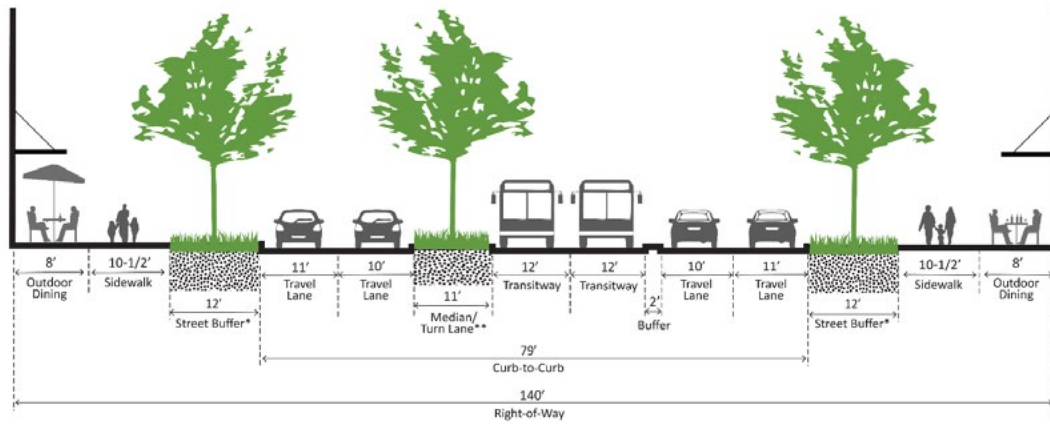 8' 10-1/2' 11' 10' 12' 12' 10' 11' 10-1/2' 8'
Outdoor Dining
Sidewalk
Travel Lane
Travel Lane
Transitway
Transitway
Travel Lane
Travel Lane
Sidewalk
Outdoor Dining
12'
Street Buffer*
11'
Median/
Turn Lane**
2'
Buffer
12'
Street Buffer*
79'
Curb-to-Curb
140'
Right-of-Way